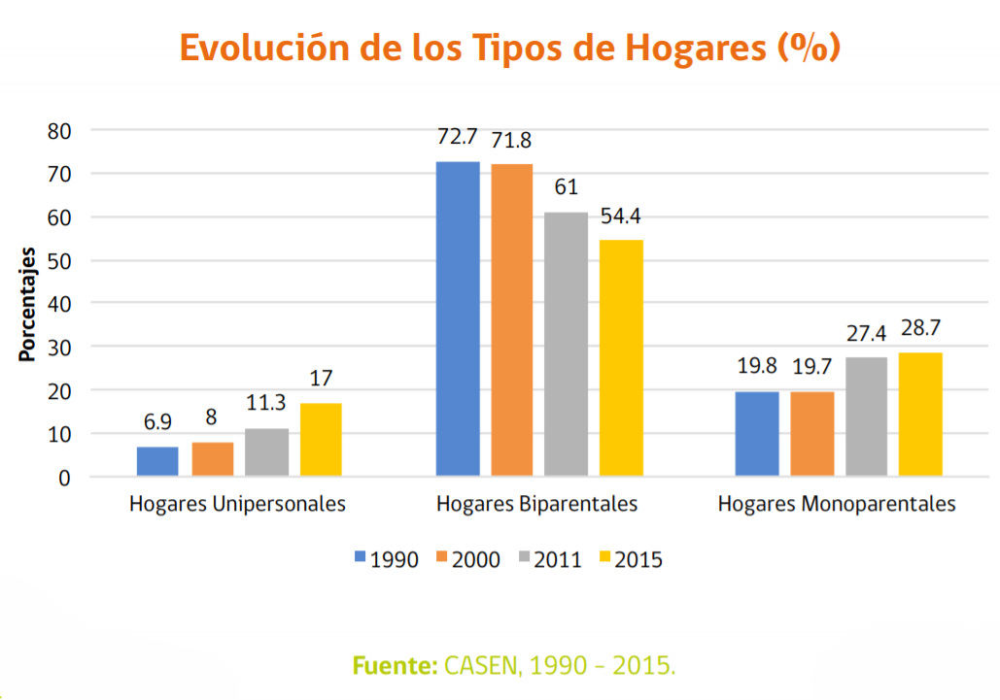 Evolución de los Tipos de Hogares (%)
Porcentajes
80
70
60
50
40
30
20
10
0
6.9 8 11.3 17
72.7 71.8 61 54.4
19.8 19.7 27.4 28.7
Hogares Unipersonales Hogares Biparentales Hogares Monoparentales
1990 2000 2011 2015
Fuente: CASEN, 1990 – 2015.